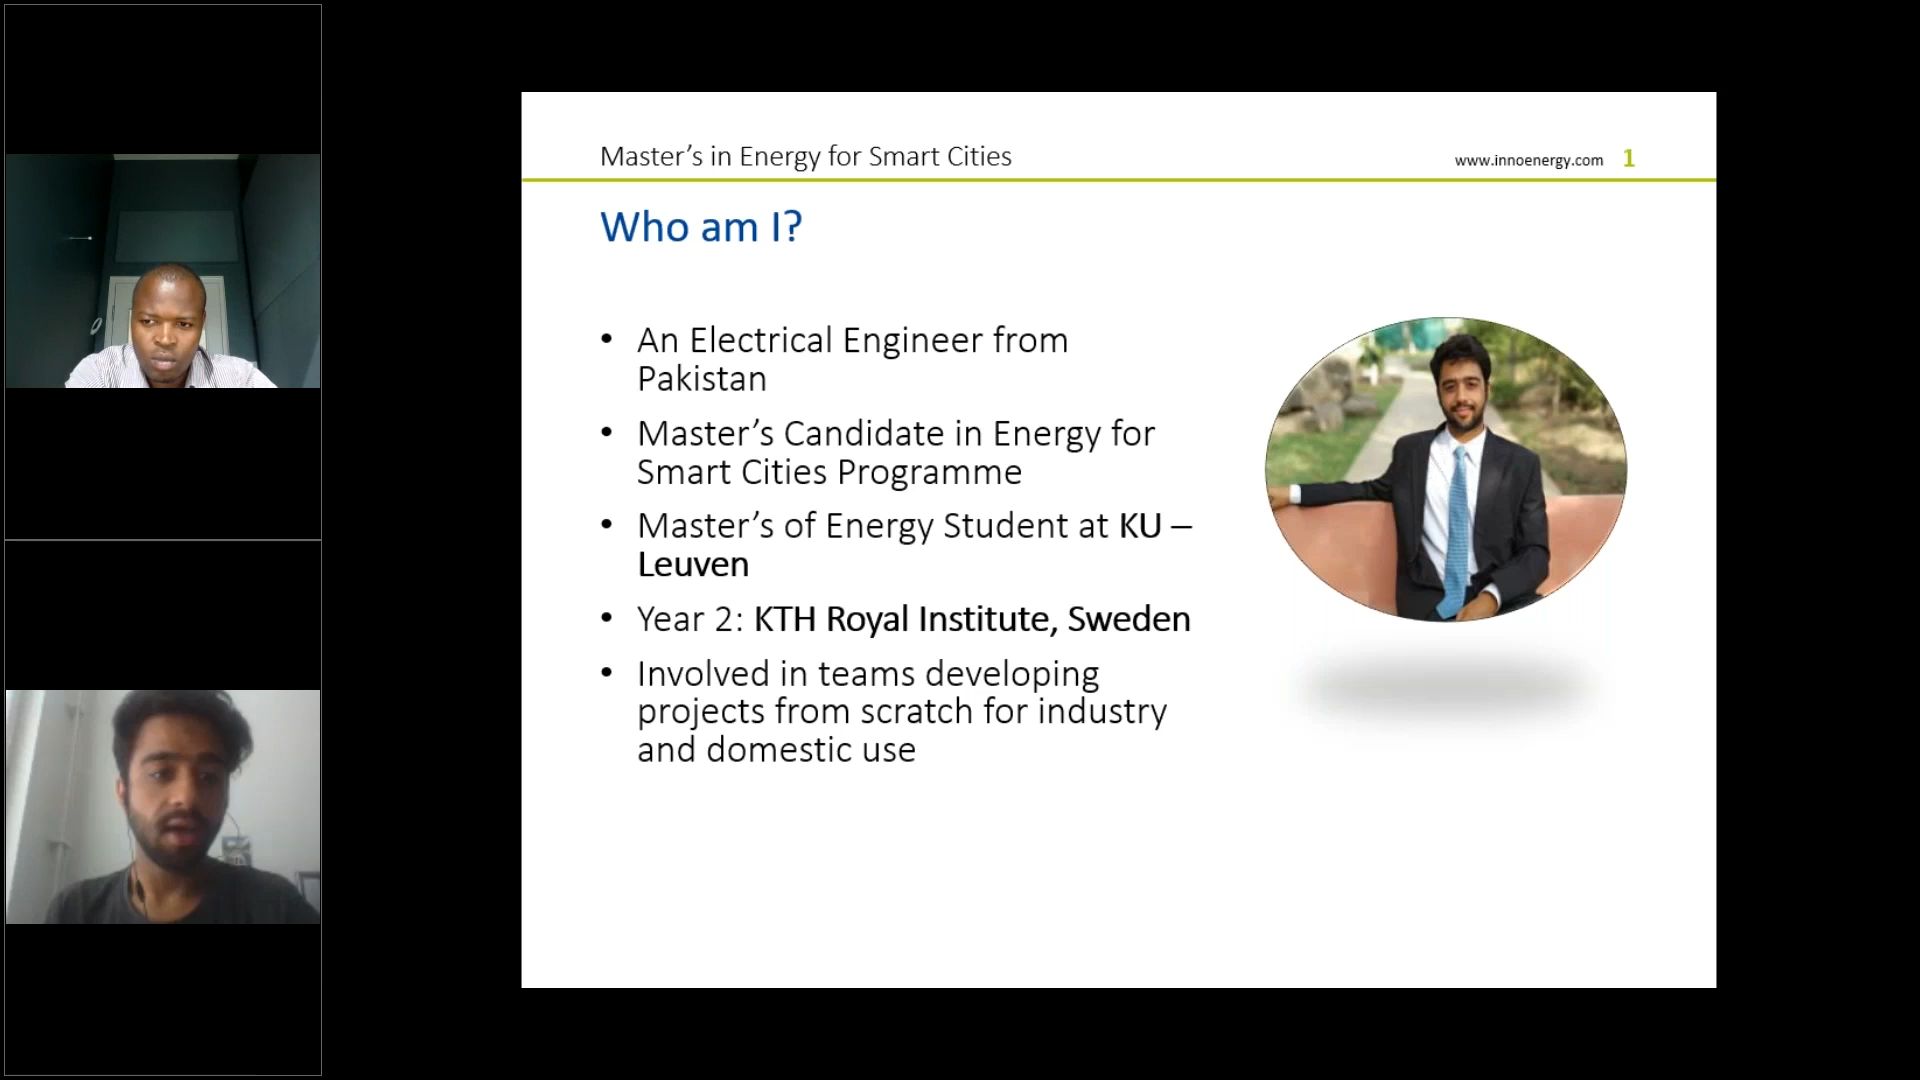 Master’s in Energy for Smart Cities
www.innoenergy.com 1
Who am I?
• An Electrical Engineer from
Pakistan
• Master’s Candidate in Energy for
Smart Cities Programme
• Master’s of Energy Student at KU –
Leuven
• Year 2: KTH Royal Institute, Sweden
• Involved in teams developing
projects from scratch for industry
and domestic use